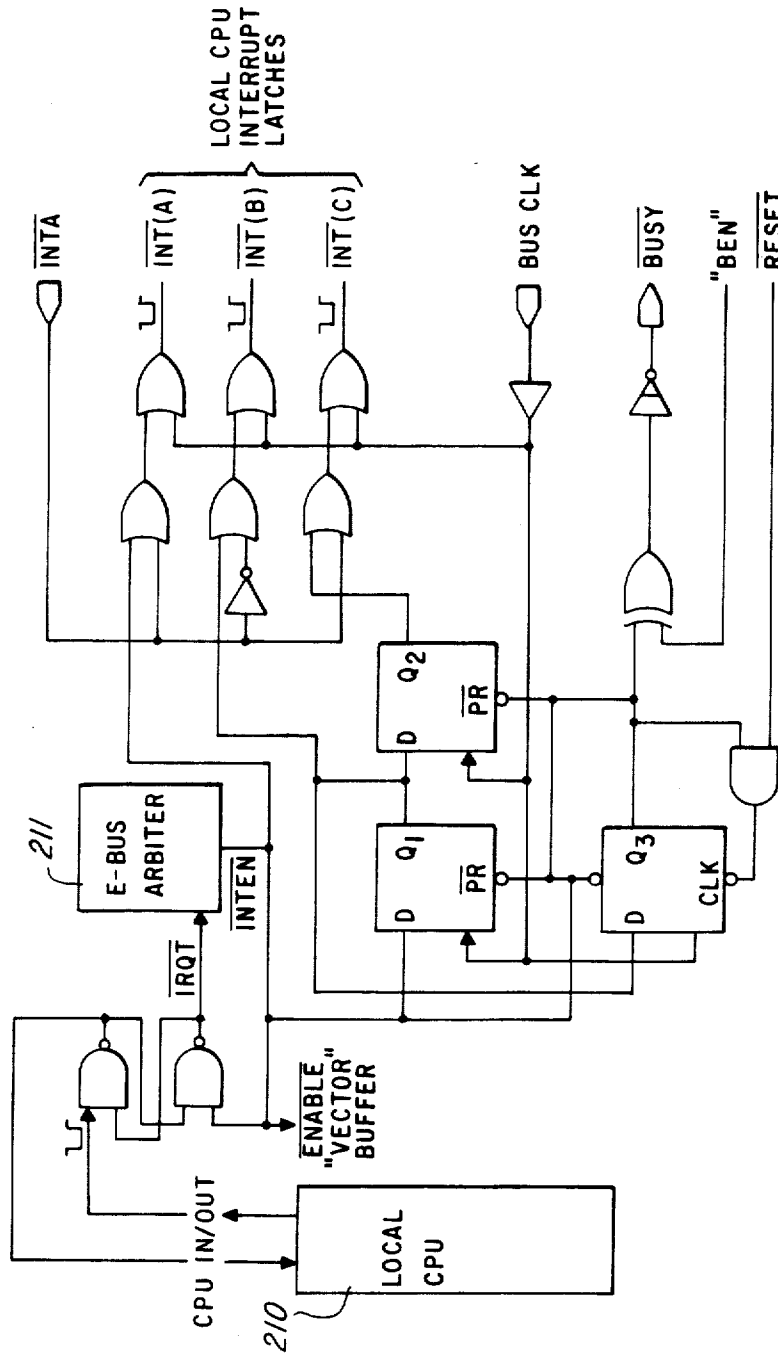 LOCAL CPU
INTERRUPT
LATCHES
INTA
INT(A)
INT(B)
INT(C)
BUS CLK
BUSY
"BEN"
RESET
211
E-BUS
ARBITER
INTEN
IRQT
Q2
D
PR
Q1
D
PR
Q3
D
CLK
ENABLE
"VECTOR"
BUFFER
CPU IN/OUT
LOCAL
CPU
210